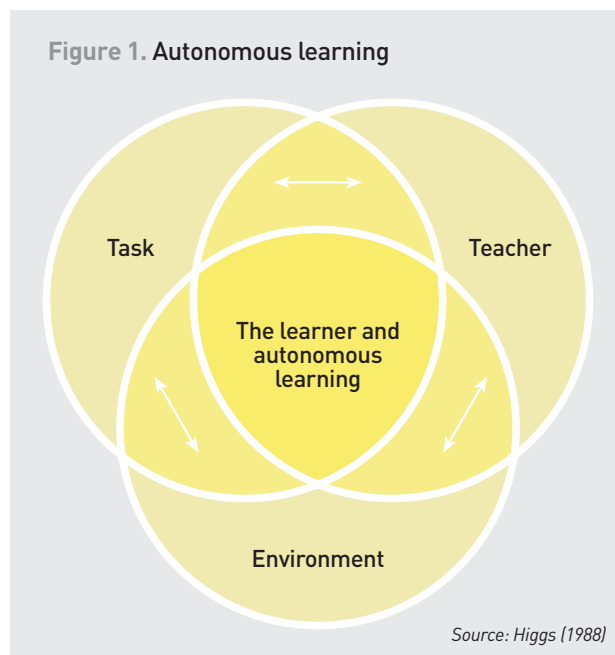 Figure 1. Autonomous learning
Task
Teacher
The learner and
autonomous
learning
Environment
Source: Higgs (1988)